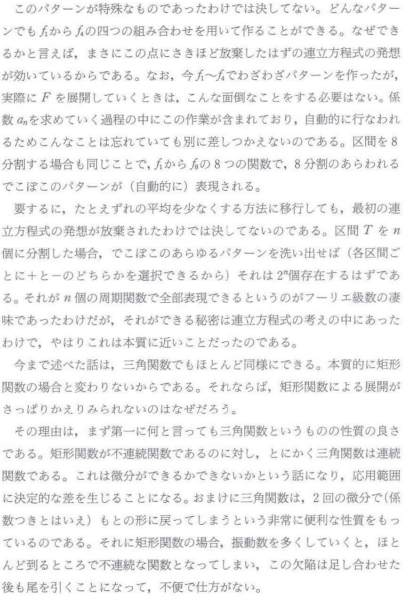 このパターンが特殊なものであったわけでは決してない。どんなパター
ンでも f₁から f₄の四つの組み合わせを用いて作ることができる。なぜでき
るかと言えば，まさにこの点にさきほど放棄したはずの連立方程式の発想
が効いているからである。なお，今 f₁～f₄でわざわざパターンを作ったが，
実際に F を展開していくときは，こんな面倒なことをする必要はない。係
数 aₙを求めていく過程の中にこの作業が含まれており，自動的に行なわれ
るためこんなことは忘れていても別に差しつかえないのである。区間を 8
分割する場合も同じことで，f₁から f₈の 8 つの関数で，8 分割のあらわれる
でこぼこのパターンが（自動的に）表現される。
要するに，たとえずれの平均を少なくする方法に移行しても，最初の連
立方程式の発想が放棄されたわけでは決してないのである。区間 T を n
個に分割した場合，でこぼこのあらゆるパターンを洗い出せば（各区間ご
とに＋と－のどちらかを選択できるから）それは 2ⁿ個存在するはずであ
る。それが n 個の周期関数で全部表現できるというのがフーリエ級数の凄
味であったわけだが，それができる秘密は連立方程式の考えの中にあった
わけで，やはりこれは本質に近いことだったのである。
今まで述べた話は，三角関数でもほとんど同様にできる。本質的に矩形
関数の場合と変わりないからである。それならば，矩形関数による展開が
さっぱりかえりみられないのはなぜだろう。
その理由は，まず第一に何と言っても三角関数というものの性質の良さ
である。矩形関数が不連続関数であるのに対し，とにかく三角関数は連続
関数である。これは微分ができるかできないかという話になり，応用範囲
に決定的な差を生じることになる。おまけに三角関数は，2 回の微分で（係
数つきとはいえ）もとの形に戻ってしまうという非常に便利な性質をもっ
ているのである。それに矩形関数の場合，振動数を多くしていくと，ほと
んど到るところで不連続な関数となってしまい，この欠陥は足し合わせた
後も尾を引くことになって，不便で仕方がない。